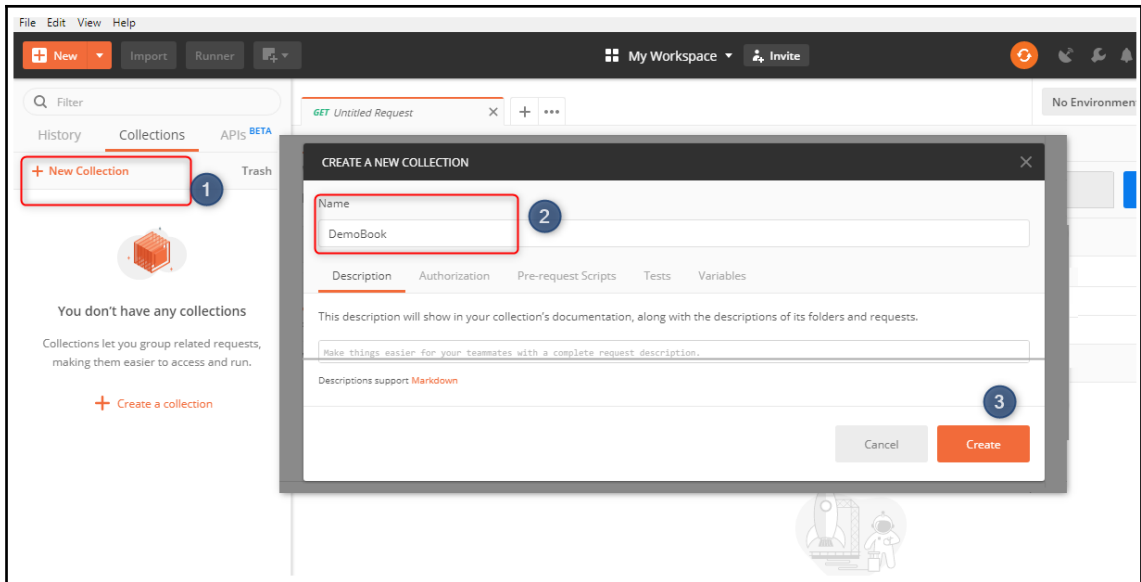 File Edit View Help
New Import Runner My Workspace Invite
Filter
GET Untitled Request
No Environmen
History Collections APIs BETA
+ New Collection Trash
1
CREATE A NEW COLLECTION
Name
2
DemoBook
Description Authorization Pre-request Scripts Tests Variables
This description will show in your collection's documentation, along with the descriptions of its folders and requests.
Make things easier for your teammates with a complete request description.
Descriptions support Markdown
3
Cancel Create
You don't have any collections
Collections let you group related requests,
making them easier to access and run.
+ Create a collection